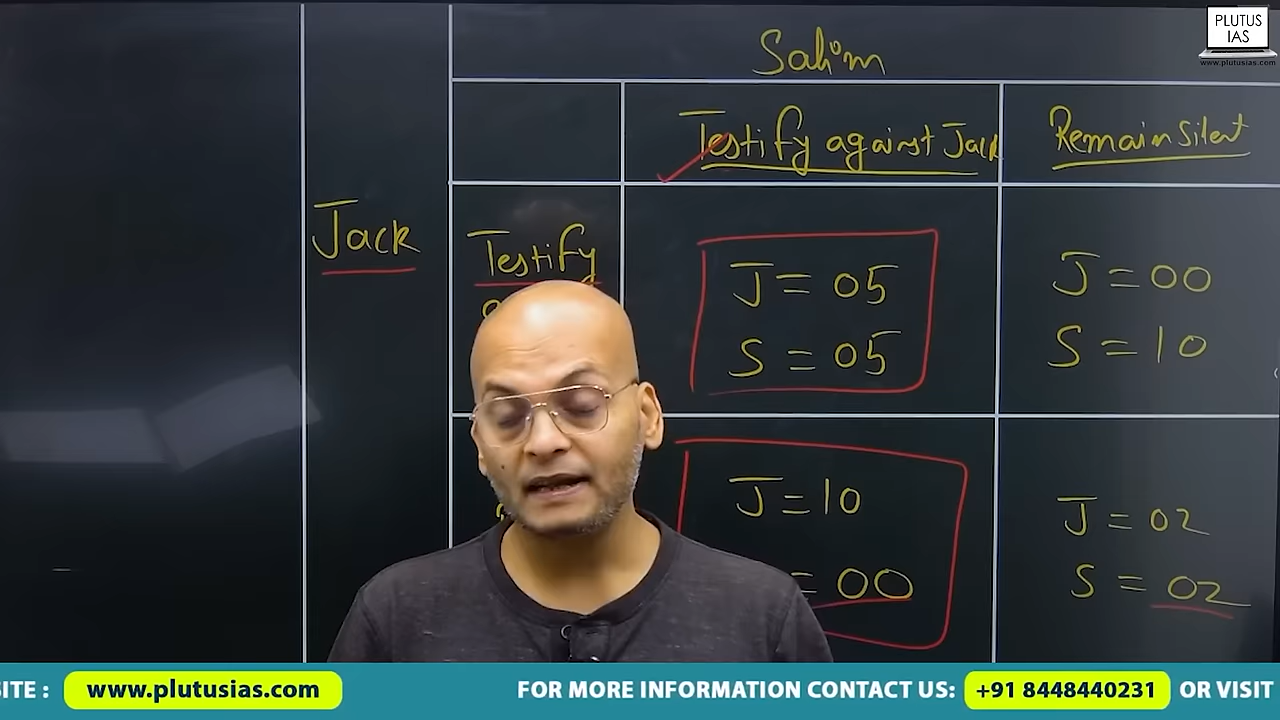 PLUTUS
IAS
www.plutusias.com
Salim
Testify against Jack
Remain Silent
Jack
Testify
J = 05
S = 05
J = 00
S = 10
J = 10
= 00
J = 02
S = 02
SITE :
www.plutusias.com
FOR MORE INFORMATION CONTACT US:
+91 8448440231
OR VISIT